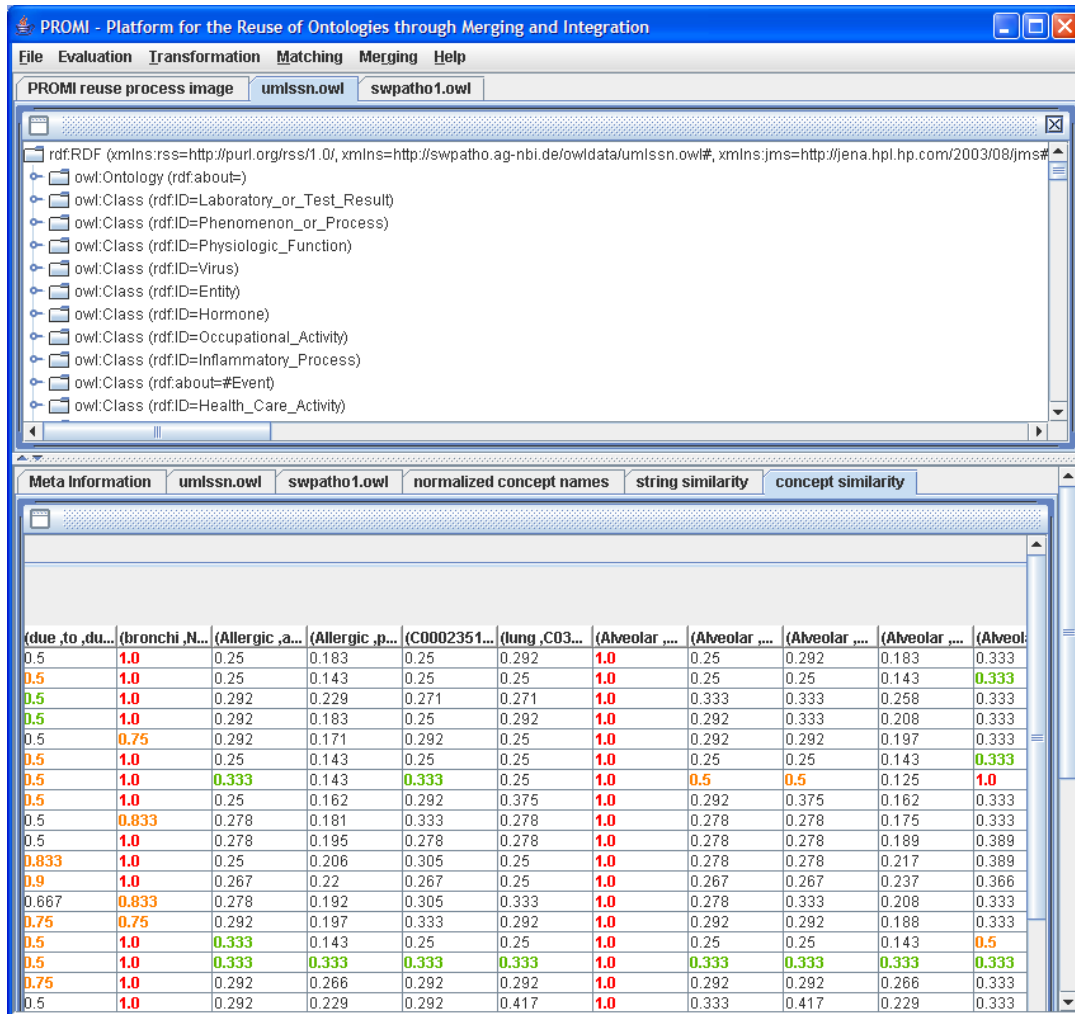 PROMI - Platform for the Reuse of Ontologies through Merging and Integration
File Evaluation Transformation Matching Merging Help
PROMI reuse process image umlssn.owl swpatho1.owl
rdf:RDF (xmlns:rss=http://purl.org/rss/1.0/, xmlns=http://swpatho.ag-nbi.de/owldata/umlssn.owl#, xmlns:jms=http://jena.hpl.hp.com/2003/08/jms#
owl:Ontology (rdf:about=)
owl:Class (rdf:ID=Laboratory_or_Test_Result)
owl:Class (rdf:ID=Phenomenon_or_Process)
owl:Class (rdf:ID=Physiologic_Function)
owl:Class (rdf:ID=Virus)
owl:Class (rdf:ID=Entity)
owl:Class (rdf:ID=Hormone)
owl:Class (rdf:ID=Occupational_Activity)
owl:Class (rdf:ID=Inflammatory_Process)
owl:Class (rdf:about=#Event)
owl:Class (rdf:ID=Health_Care_Activity)
Meta Information umlssn.owl swpatho1.owl normalized concept names string similarity concept similarity
(due ,to ,du... (bronchi ,N... (Allergic ,a... (Allergic ,p... (C0002351... (lung ,C03... (Alveolar ,... (Alveolar ,... (Alveolar ,... (Alveolar ,... (Alveol
0.5 1.0 0.25 0.183 0.25 0.292 1.0 0.25 0.292 0.183 0.333
0.5 1.0 0.25 0.143 0.25 0.25 1.0 0.25 0.25 0.143 0.333
0.5 1.0 0.292 0.229 0.271 0.271 1.0 0.333 0.333 0.258 0.333
0.5 1.0 0.292 0.183 0.25 0.292 1.0 0.292 0.333 0.208 0.333
0.5 0.75 0.292 0.171 0.292 0.25 1.0 0.292 0.292 0.197 0.333
0.5 1.0 0.25 0.143 0.25 0.25 1.0 0.25 0.25 0.143 0.333
0.5 1.0 0.333 0.143 0.333 0.25 1.0 0.5 0.5 0.125 1.0
0.5 1.0 0.25 0.162 0.292 0.375 1.0 0.292 0.375 0.162 0.333
0.5 0.833 0.278 0.181 0.333 0.278 1.0 0.278 0.278 0.175 0.333
0.5 1.0 0.278 0.195 0.278 0.278 1.0 0.278 0.278 0.189 0.389
0.833 1.0 0.25 0.206 0.305 0.25 1.0 0.278 0.278 0.217 0.389
0.9 1.0 0.267 0.22 0.267 0.25 1.0 0.267 0.267 0.237 0.366
0.667 0.833 0.278 0.192 0.305 0.333 1.0 0.278 0.333 0.208 0.333
0.75 0.75 0.292 0.197 0.333 0.292 1.0 0.292 0.292 0.188 0.333
0.5 1.0 0.333 0.143 0.25 0.25 1.0 0.25 0.25 0.143 0.5
0.5 1.0 0.333 0.333 0.333 0.333 1.0 0.333 0.333 0.333 0.333
0.75 1.0 0.292 0.266 0.292 0.292 1.0 0.292 0.292 0.266 0.333
0.5 1.0 0.292 0.229 0.292 0.417 1.0 0.333 0.417 0.229 0.333